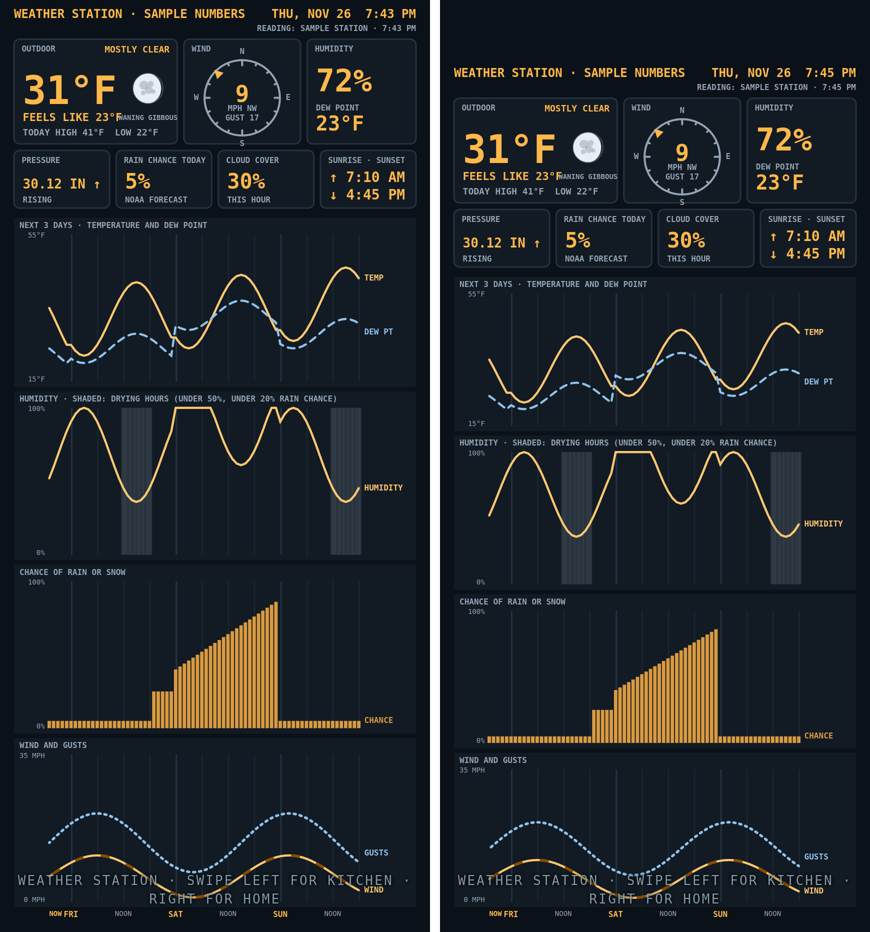 WEATHER STATION · SAMPLE NUMBERS THU, NOV 26 7:43 PM
READING: SAMPLE STATION · 7:43 PM
OUTDOOR MOSTLY CLEAR
31°F
FEELS LIKE 23°F WANING GIBBOUS
TODAY HIGH 41°F LOW 22°F
WIND
N
W E
S
9
MPH NW
GUST 17
HUMIDITY
72%
DEW POINT
23°F
PRESSURE
30.12 IN ↑
RISING
RAIN CHANCE TODAY
5%
NOAA FORECAST
CLOUD COVER
30%
THIS HOUR
SUNRISE · SUNSET
↑ 7:10 AM
↓ 4:45 PM
NEXT 3 DAYS · TEMPERATURE AND DEW POINT
55°F
TEMP
DEW PT
15°F
HUMIDITY · SHADED: DRYING HOURS (UNDER 50%, UNDER 20% RAIN CHANCE)
100%
HUMIDITY
0%
CHANCE OF RAIN OR SNOW
100%
CHANCE
0%
WIND AND GUSTS
35 MPH
GUSTS
WIND
0 MPH
WEATHER STATION · SWIPE LEFT FOR KITCHEN ·
RIGHT FOR HOME
NOW FRI NOON SAT NOON SUN NOON
WEATHER STATION · SAMPLE NUMBERS THU, NOV 26 7:45 PM
READING: SAMPLE STATION · 7:45 PM
OUTDOOR MOSTLY CLEAR
31°F
FEELS LIKE 23°F WANING GIBBOUS
TODAY HIGH 41°F LOW 22°F
WIND
N
W E
S
9
MPH NW
GUST 17
HUMIDITY
72%
DEW POINT
23°F
PRESSURE
30.12 IN ↑
RISING
RAIN CHANCE TODAY
5%
NOAA FORECAST
CLOUD COVER
30%
THIS HOUR
SUNRISE · SUNSET
↑ 7:10 AM
↓ 4:45 PM
NEXT 3 DAYS · TEMPERATURE AND DEW POINT
55°F
TEMP
DEW PT
15°F
HUMIDITY · SHADED: DRYING HOURS (UNDER 50%, UNDER 20% RAIN CHANCE)
100%
HUMIDITY
0%
CHANCE OF RAIN OR SNOW
100%
CHANCE
0%
WIND AND GUSTS
35 MPH
GUSTS
WIND
0 MPH
WEATHER STATION · SWIPE LEFT FOR KITCHEN ·
RIGHT FOR HOME
NOW FRI NOON SAT NOON SUN NOON